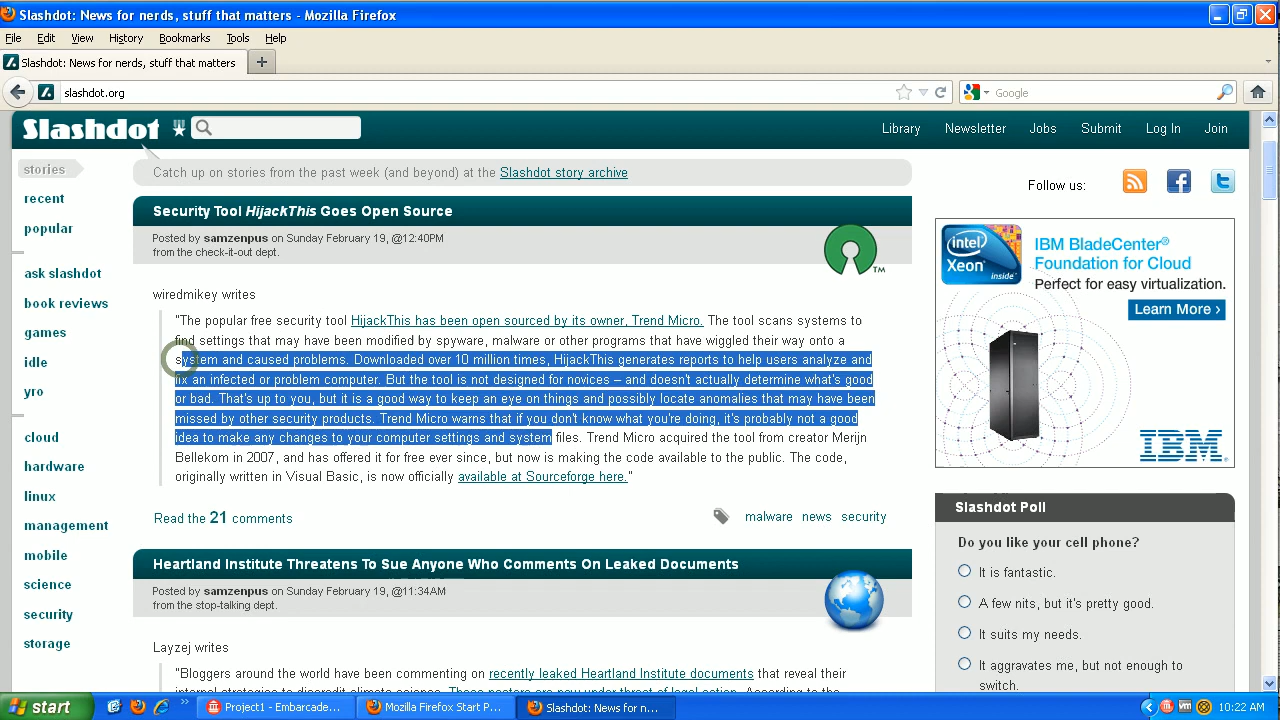 Slashdot: News for nerds, stuff that matters - Mozilla Firefox
File Edit View History Bookmarks Tools Help
Slashdot: News for nerds, stuff that matters
slashdot.org
Google
Slashdot
Library Newsletter Jobs Submit Log In Join
stories
recent
popular
ask slashdot
book reviews
games
idle
yro
cloud
hardware
linux
management
mobile
science
security
storage
Catch up on stories from the past week (and beyond) at the Slashdot story archive
Security Tool HijackThis Goes Open Source
Posted by samzenpus on Sunday February 19, @12:40PM
from the check-it-out dept.
TM
wiredmikey writes
"The popular free security tool HijackThis has been open sourced by its owner, Trend Micro. The tool scans systems to
find settings that may have been modified by spyware, malware or other programs that have wiggled their way onto a
system and caused problems. Downloaded over 10 million times, HijackThis generates reports to help users analyze and
fix an infected or problem computer. But the tool is not designed for novices – and doesn't actually determine what's good
or bad. That's up to you, but it is a good way to keep an eye on things and possibly locate anomalies that may have been
missed by other security products. Trend Micro warns that if you don't know what you're doing, it's probably not a good
idea to make any changes to your computer settings and system files. Trend Micro acquired the tool from creator Merijn
Bellekom in 2007, and has offered it for free ever since, but now is making the code available to the public. The code,
originally written in Visual Basic, is now officially available at Sourceforge here."
Read the 21 comments
malware news security
Heartland Institute Threatens To Sue Anyone Who Comments On Leaked Documents
Posted by samzenpus on Sunday February 19, @11:34AM
from the stop-talking dept.
Layzej writes
"Bloggers around the world have been commenting on recently leaked Heartland Institute documents that reveal their
internal strategies to discredit climate science. These posters are now under threat of legal action. According to the
Follow us:
intel
Xeon
inside
IBM BladeCenter®
Foundation for Cloud
Perfect for easy virtualization.
Learn More >
IBM
Slashdot Poll
Do you like your cell phone?
It is fantastic.
A few nits, but it's pretty good.
It suits my needs.
It aggravates me, but not enough to
switch.
start
Project1 - Embarcade...
Mozilla Firefox Start P...
Slashdot: News for n...
10:22 AM